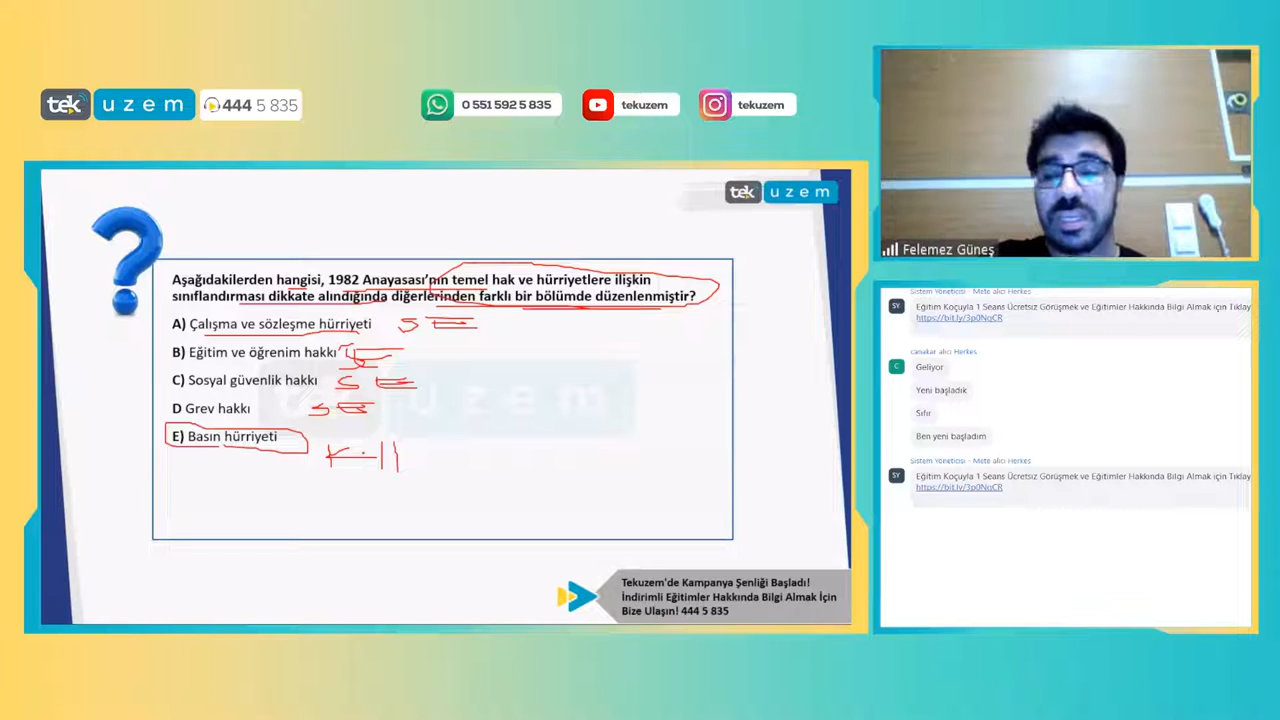 tek uzem 444 5 835
0 551 592 5 835
tekuzem
tekuzem
tek uzem
Aşağıdakilerden hangisi, 1982 Anayasası'nın temel hak ve hürriyetlere ilişkin
sınıflandırması dikkate alındığında diğerlerinden farklı bir bölümde düzenlenmiştir?
A) Çalışma ve sözleşme hürriyeti
B) Eğitim ve öğrenim hakkı
C) Sosyal güvenlik hakkı
D Grev hakkı
E) Basın hürriyeti
tek uzem
Tekuzem'de Kampanya Şenliği Başladı!
İndirimli Eğitimler Hakkında Bilgi Almak İçin
Bize Ulaşın! 444 5 835
Felemez Güneş
Sistem Yöneticisi - Mete alıcı Herkes
SY
Eğitim Koçuyla 1 Seans Ücretsiz Görüşmek ve Eğitimler Hakkında Bilgi Almak için Tıklay
https://bit.ly/3p0NqCR
canakar alıcı Herkes
C
Geliyor
Yeni başladık
Sıfır
Ben yeni başladım
Sistem Yöneticisi - Mete alıcı Herkes
SY
Eğitim Koçuyla 1 Seans Ücretsiz Görüşmek ve Eğitimler Hakkında Bilgi Almak için Tıklay
https://bit.ly/3p0NqCR